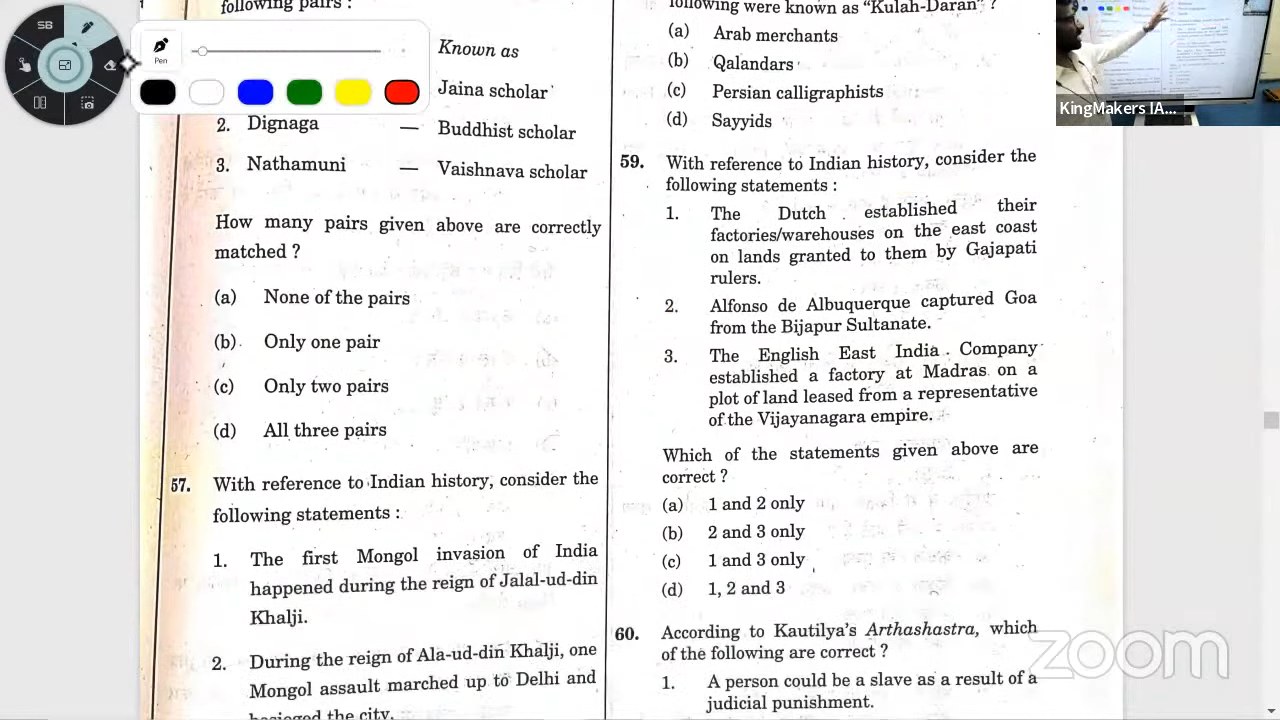 following pairs :
Known as
Jaina scholar
2. Dignaga — Buddhist scholar
3. Nathamuni — Vaishnava scholar
How many pairs given above are correctly
matched ?
(a) None of the pairs
(b) Only one pair
(c) Only two pairs
(d) All three pairs
57. With reference to Indian history, consider the
following statements :
1. The first Mongol invasion of India
happened during the reign of Jalal-ud-din
Khalji.
2. During the reign of Ala-ud-din Khalji, one
Mongol assault marched up to Delhi and
besieged the city.
following were known as "Kulah-Daran" ?
(a) Arab merchants
(b) Qalandars
(c) Persian calligraphists
(d) Sayyids
59. With reference to Indian history, consider the
following statements :
1. The Dutch established their
factories/warehouses on the east coast
on lands granted to them by Gajapati
rulers.
2. Alfonso de Albuquerque captured Goa
from the Bijapur Sultanate.
3. The English East India Company
established a factory at Madras on a
plot of land leased from a representative
of the Vijayanagara empire.
Which of the statements given above are
correct ?
(a) 1 and 2 only
(b) 2 and 3 only
(c) 1 and 3 only
(d) 1, 2 and 3
60. According to Kautilya's Arthashastra, which
of the following are correct ?
1. A person could be a slave as a result of a
judicial punishment.
SB
Pen
KingMakers IA...
zoom